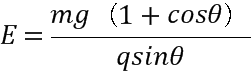 E = mg（1 + cosθ） / qsinθ